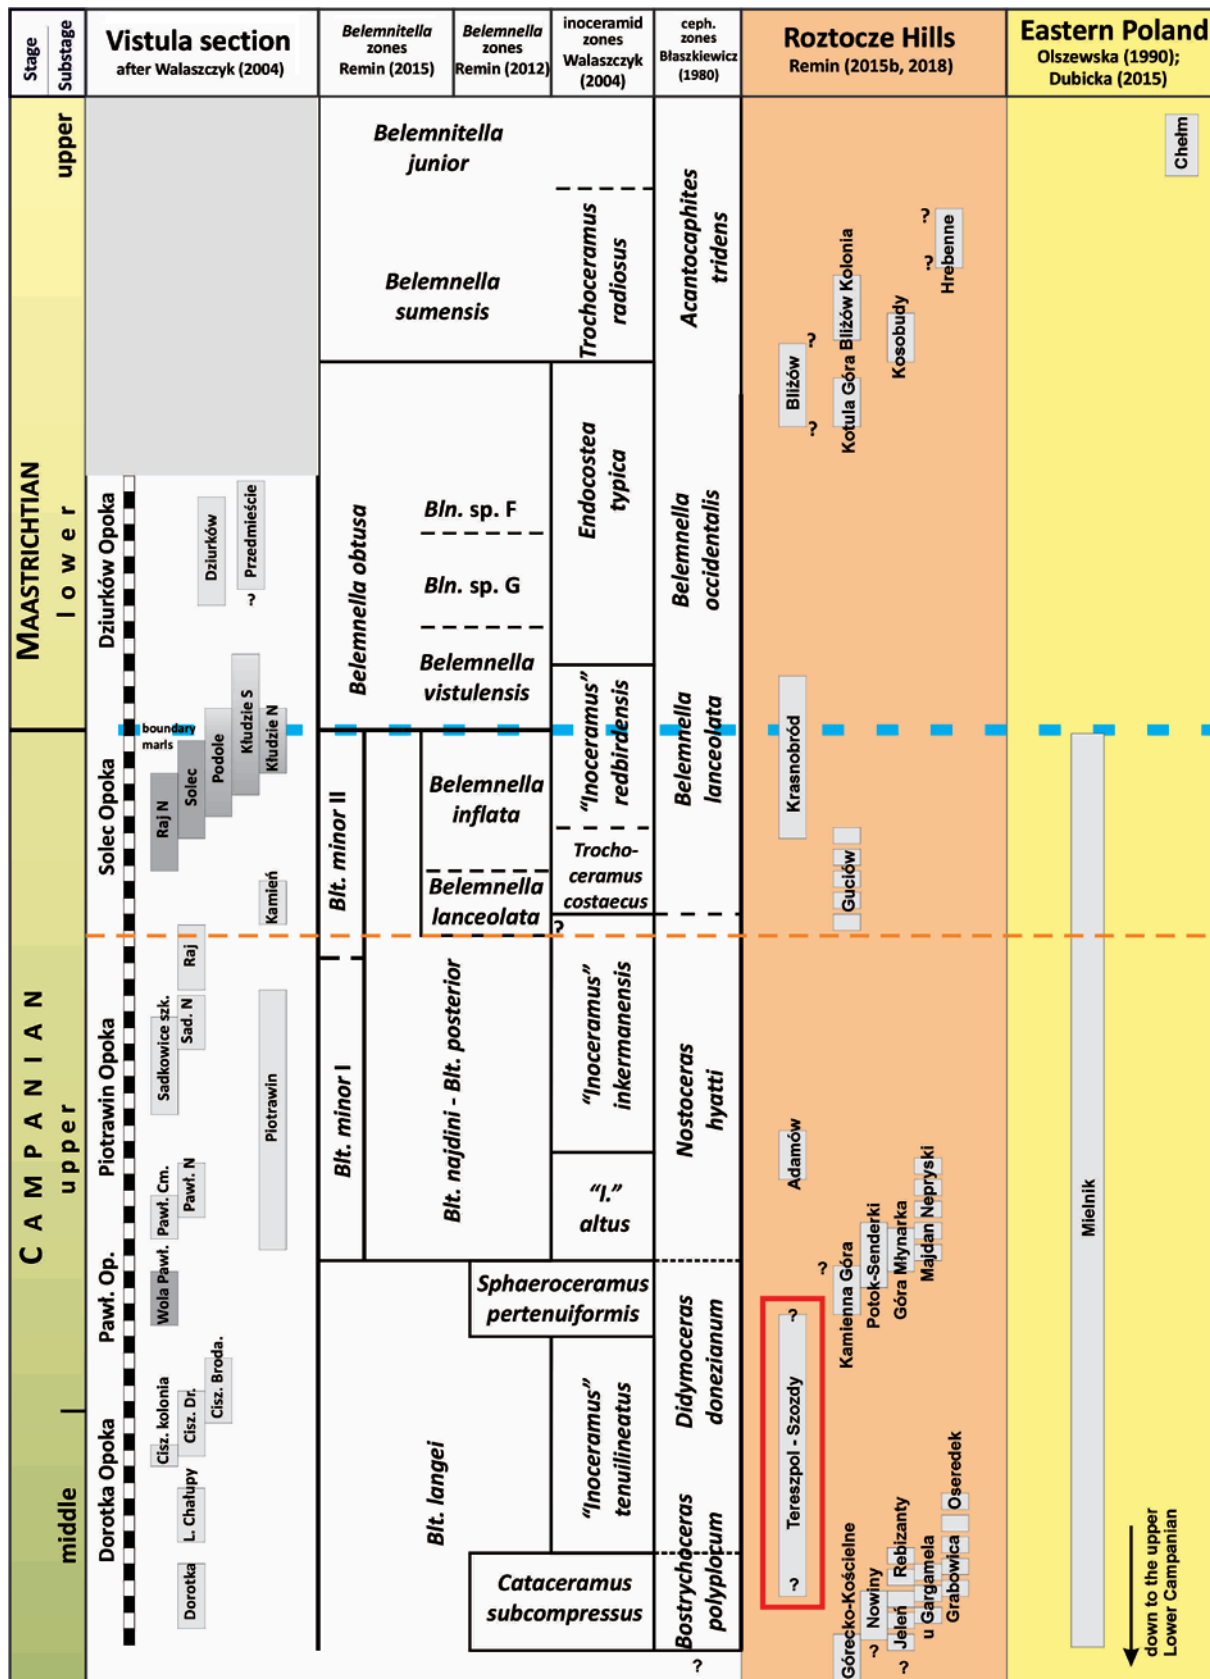 Stage
Substage
Vistula section
after Walaszczyk (2004)
Belemnitella
zones
Remin (2015)
Belemnella
zones
Remin (2012)
inoceramid
zones
Walaszczyk
(2004)
ceph.
zones
Błaszkiewicz
(1980)
Roztocze Hills
Remin (2015b, 2018)
Eastern Poland
Olszewska (1990);
Dubicka (2015)
MAASTRICHTIAN
upper
lower
CAMPANIAN
upper
middle
Dziurków Opoka
Solec Opoka
Piotrawin Opoka
Pawł. Op.
Dorotka Opoka
Dziurków
Przedmieście
?
boundary
marls
Raj N
Solec
Podole
Kłudzie S
Kłudzie N
Kamień
Raj
Sadkowice szk.
Sad. N
Piotrawin
Pawł. Cm.
Pawł. N
Wola Pawł.
Cisz. kolonia
Cisz. Dr.
Cisz. Broda.
L. Chałupy
Dorotka
Belemnitella
junior
Belemnella
sumensis
Belemnella obtusa
Bln. sp. F
Bln. sp. G
Belemnella
vistulensis
Blt. minor II
Belemnella
inflata
Belemnella
lanceolata
Blt. minor I
Blt. najdini - Blt. posterior
Blt. langei
Trochoceramus
radiosus
Endocostea
typica
"Inoceramus"
redbirdensis
Trocho-
ceramus
costaecus
?
"Inoceramus"
inkermanensis
"I."
altus
Sphaeroceramus
pertenuiformis
"Inoceramus"
tenuilineatus
Cataceramus
subcompressus
Acantocaphites
tridens
Belemnella
occidentalis
Belemnella
lanceolata
Nostoceras
hyatti
Didymoceras
donezianum
Bostrychoceras
polyplocum
?
Hrebenne
?
?
Bliżów Kolonia
Kosobudy
Bliżów
?
?
Kotula Góra
Krasnobród
Guciów
Adamów
Majdan Nepryski
Góra Młynarka
Potok-Senderki
Kamienna Góra
?
?
Tereszpol - Szozdy
?
Oseredek
Grabowica
u Gargamela
Rebizanty
Jeleń
?
Nowiny
?
Górecko-Kościelne
Chełm
Mielnik
down to the upper
Lower Campanian